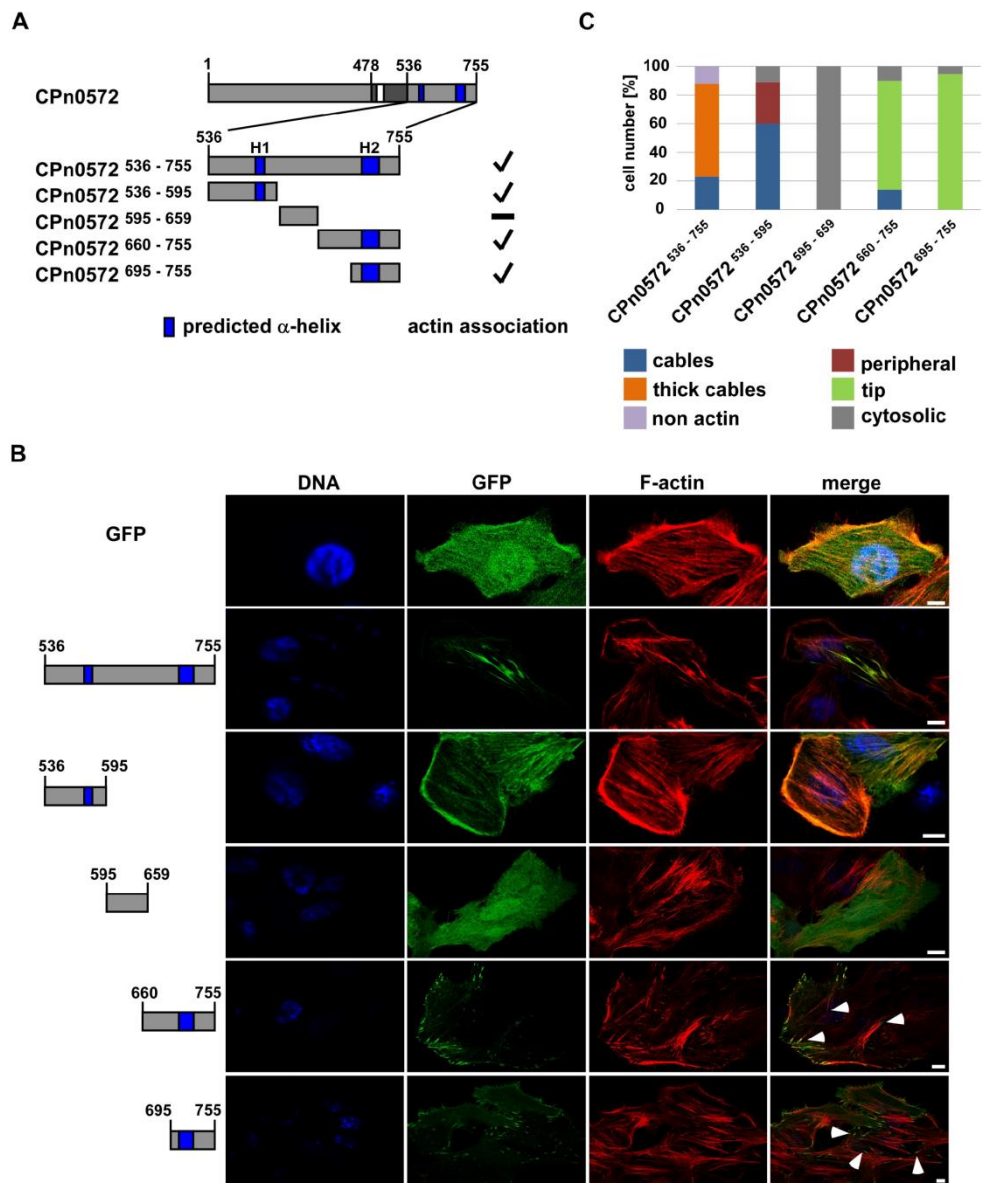 A
1 478 536 755
CPn0572
536 755
H1 H2
CPn0572 536 - 755
CPn0572 536 - 595
CPn0572 595 - 659
CPn0572 660 - 755
CPn0572 695 - 755
predicted α-helix actin association
C
cell number [%]
100
80
60
40
20
0
CPn0572 536 - 755
CPn0572 536 - 595
CPn0572 595 - 659
CPn0572 660 - 755
CPn0572 695 - 755
cables peripheral
thick cables tip
non actin cytosolic
B
DNA GFP F-actin merge
GFP
536 755
536 595
595 659
660 755
695 755